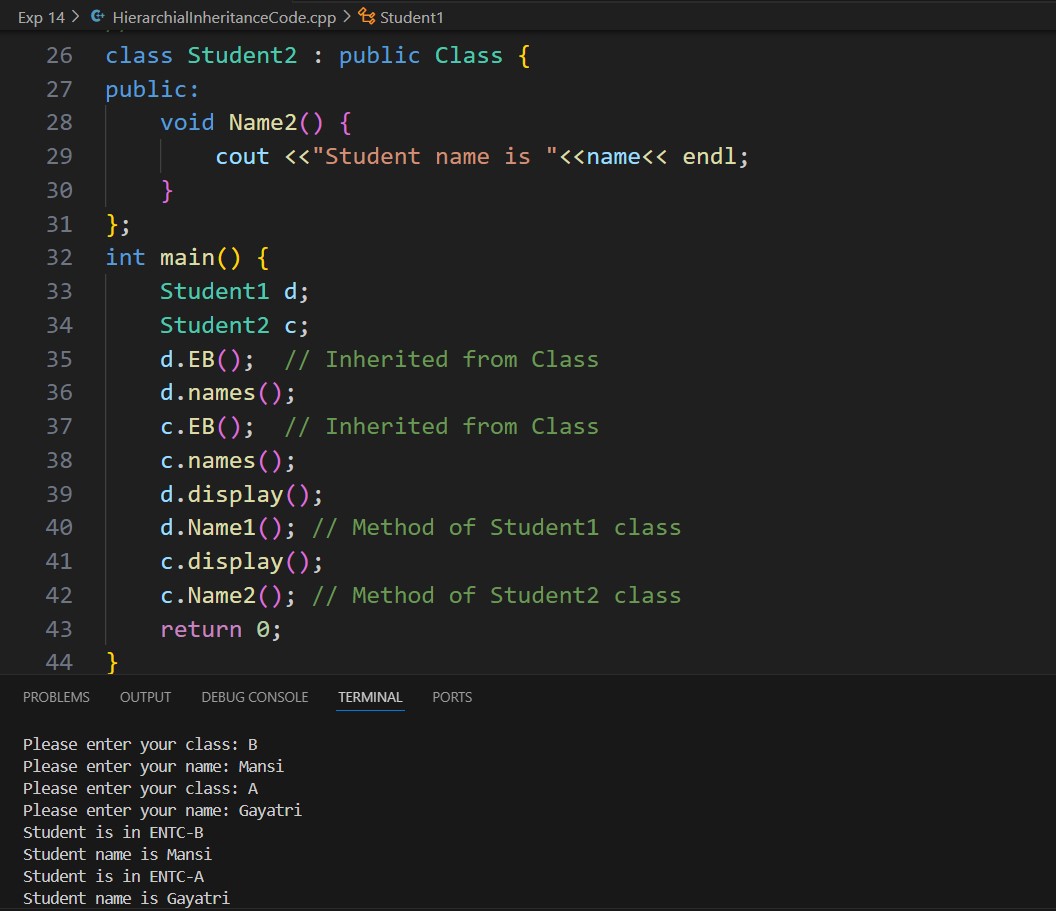 Exp 14 > HierarchialInheritanceCode.cpp > Student1
26 class Student2 : public Class {
27 public:
28     void Name2() {
29         cout <<"Student name is "<<name<< endl;
30     }
31 };
32 int main() {
33     Student1 d;
34     Student2 c;
35     d.EB();  // Inherited from Class
36     d.names();
37     c.EB();  // Inherited from Class
38     c.names();
39     d.display();
40     d.Name1(); // Method of Student1 class
41     c.display();
42     c.Name2(); // Method of Student2 class
43     return 0;
44 }
PROBLEMS OUTPUT DEBUG CONSOLE TERMINAL PORTS
Please enter your class: B
Please enter your name: Mansi
Please enter your class: A
Please enter your name: Gayatri
Student is in ENTC-B
Student name is Mansi
Student is in ENTC-A
Student name is Gayatri